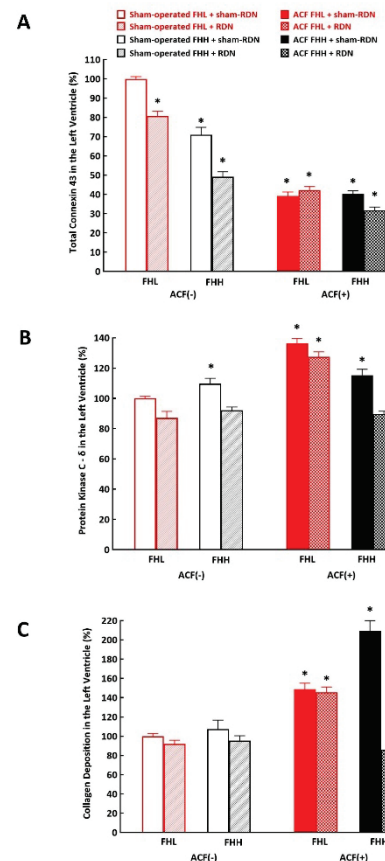 A
Sham-operated FHL + sham-RDN
Sham-operated FHL + RDN
Sham-operated FHH + sham-RDN
Sham-operated FHH + RDN
ACF FHL + sham-RDN
ACF FHL + RDN
ACF FHH + sham-RDN
ACF FHH + RDN
Total Connexin 43 in the Left Ventricle (%)
110
100
90
80
70
60
50
40
30
20
10
0
* * * * * * *
FHL FHH FHL FHH
ACF(-) ACF(+)
B
Protein Kinase C - δ in the Left Ventricle (%)
140
120
100
80
60
40
20
0
* * * *
FHL FHH FHL FHH
ACF(-) ACF(+)
C
Collagen Deposition in the Left Ventricle (%)
220
200
180
160
140
120
100
80
60
40
20
0
* * *
FHL FHH FHL FHH
ACF(-) ACF(+)